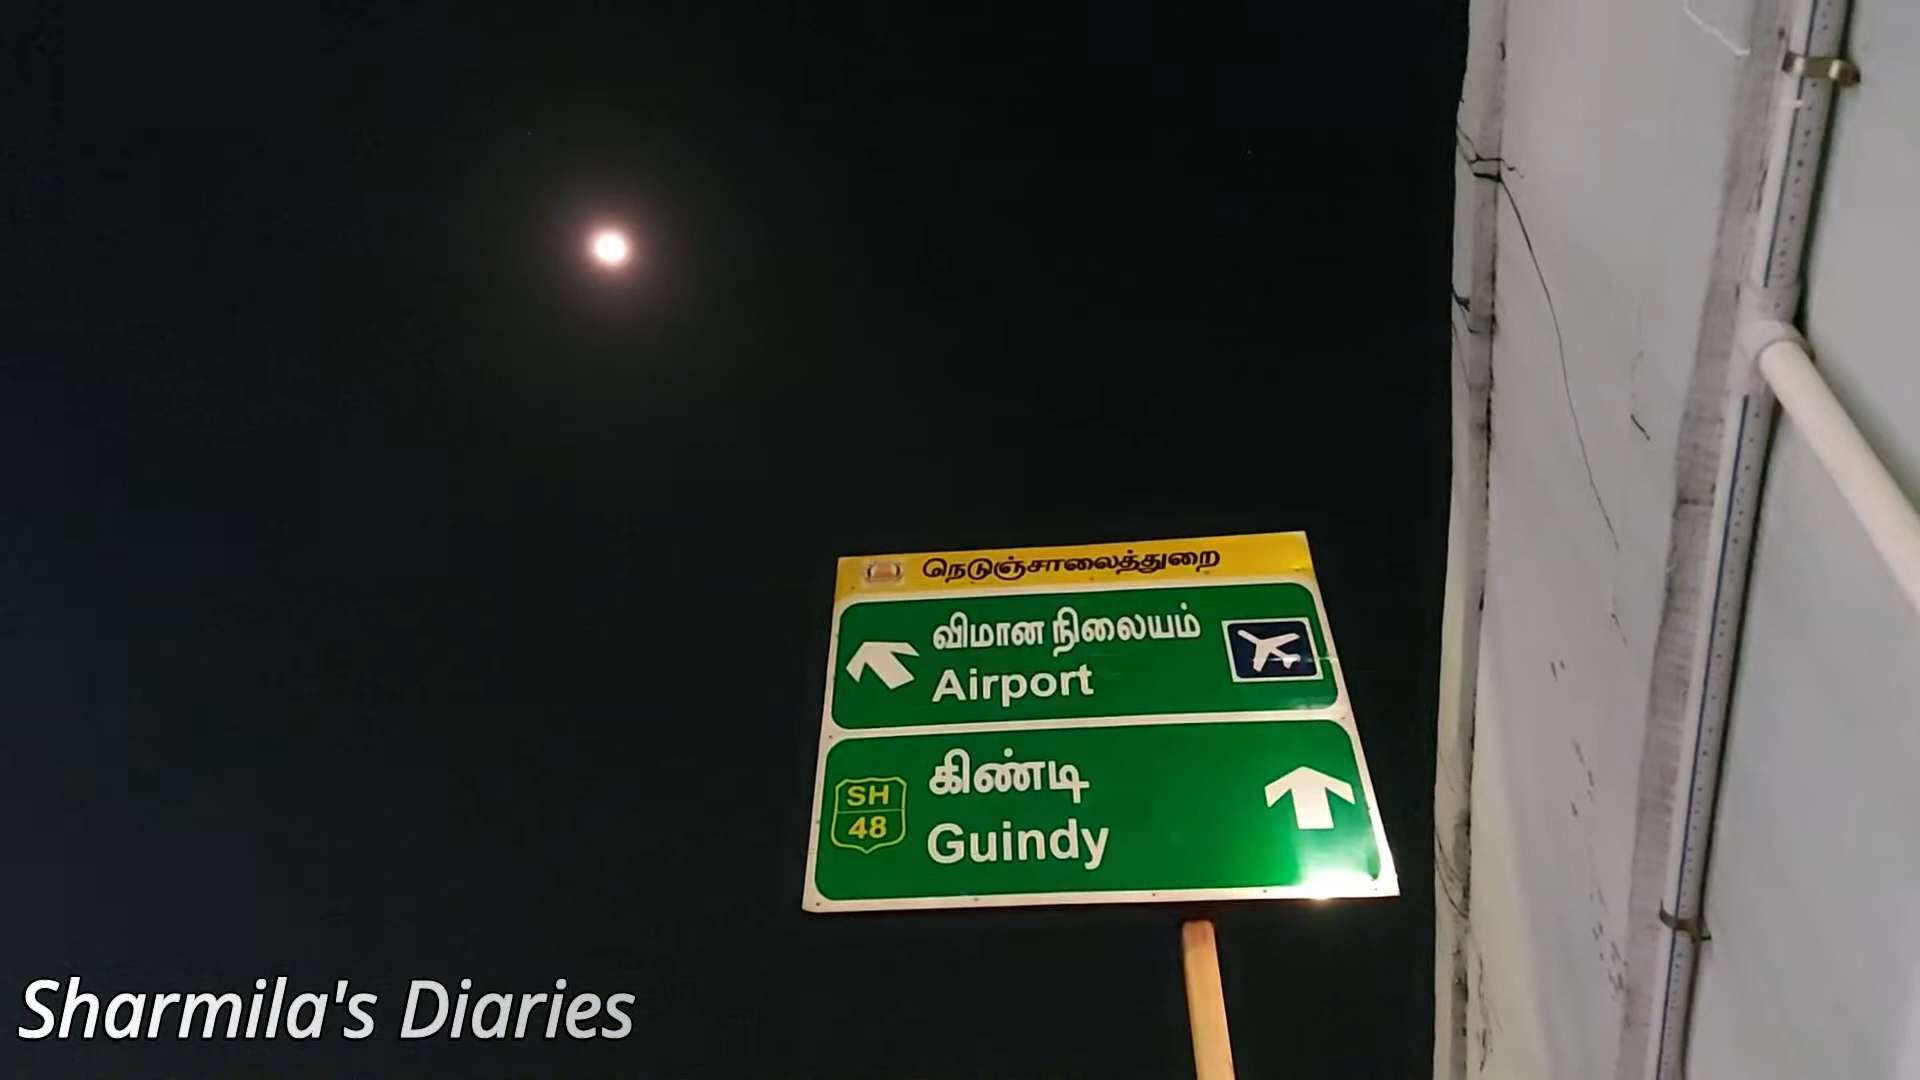 நெடுஞ்சாலைத்துறை
விமான நிலையம்
Airport
கிண்டி
SH
48
Guindy
Sharmila's Diaries